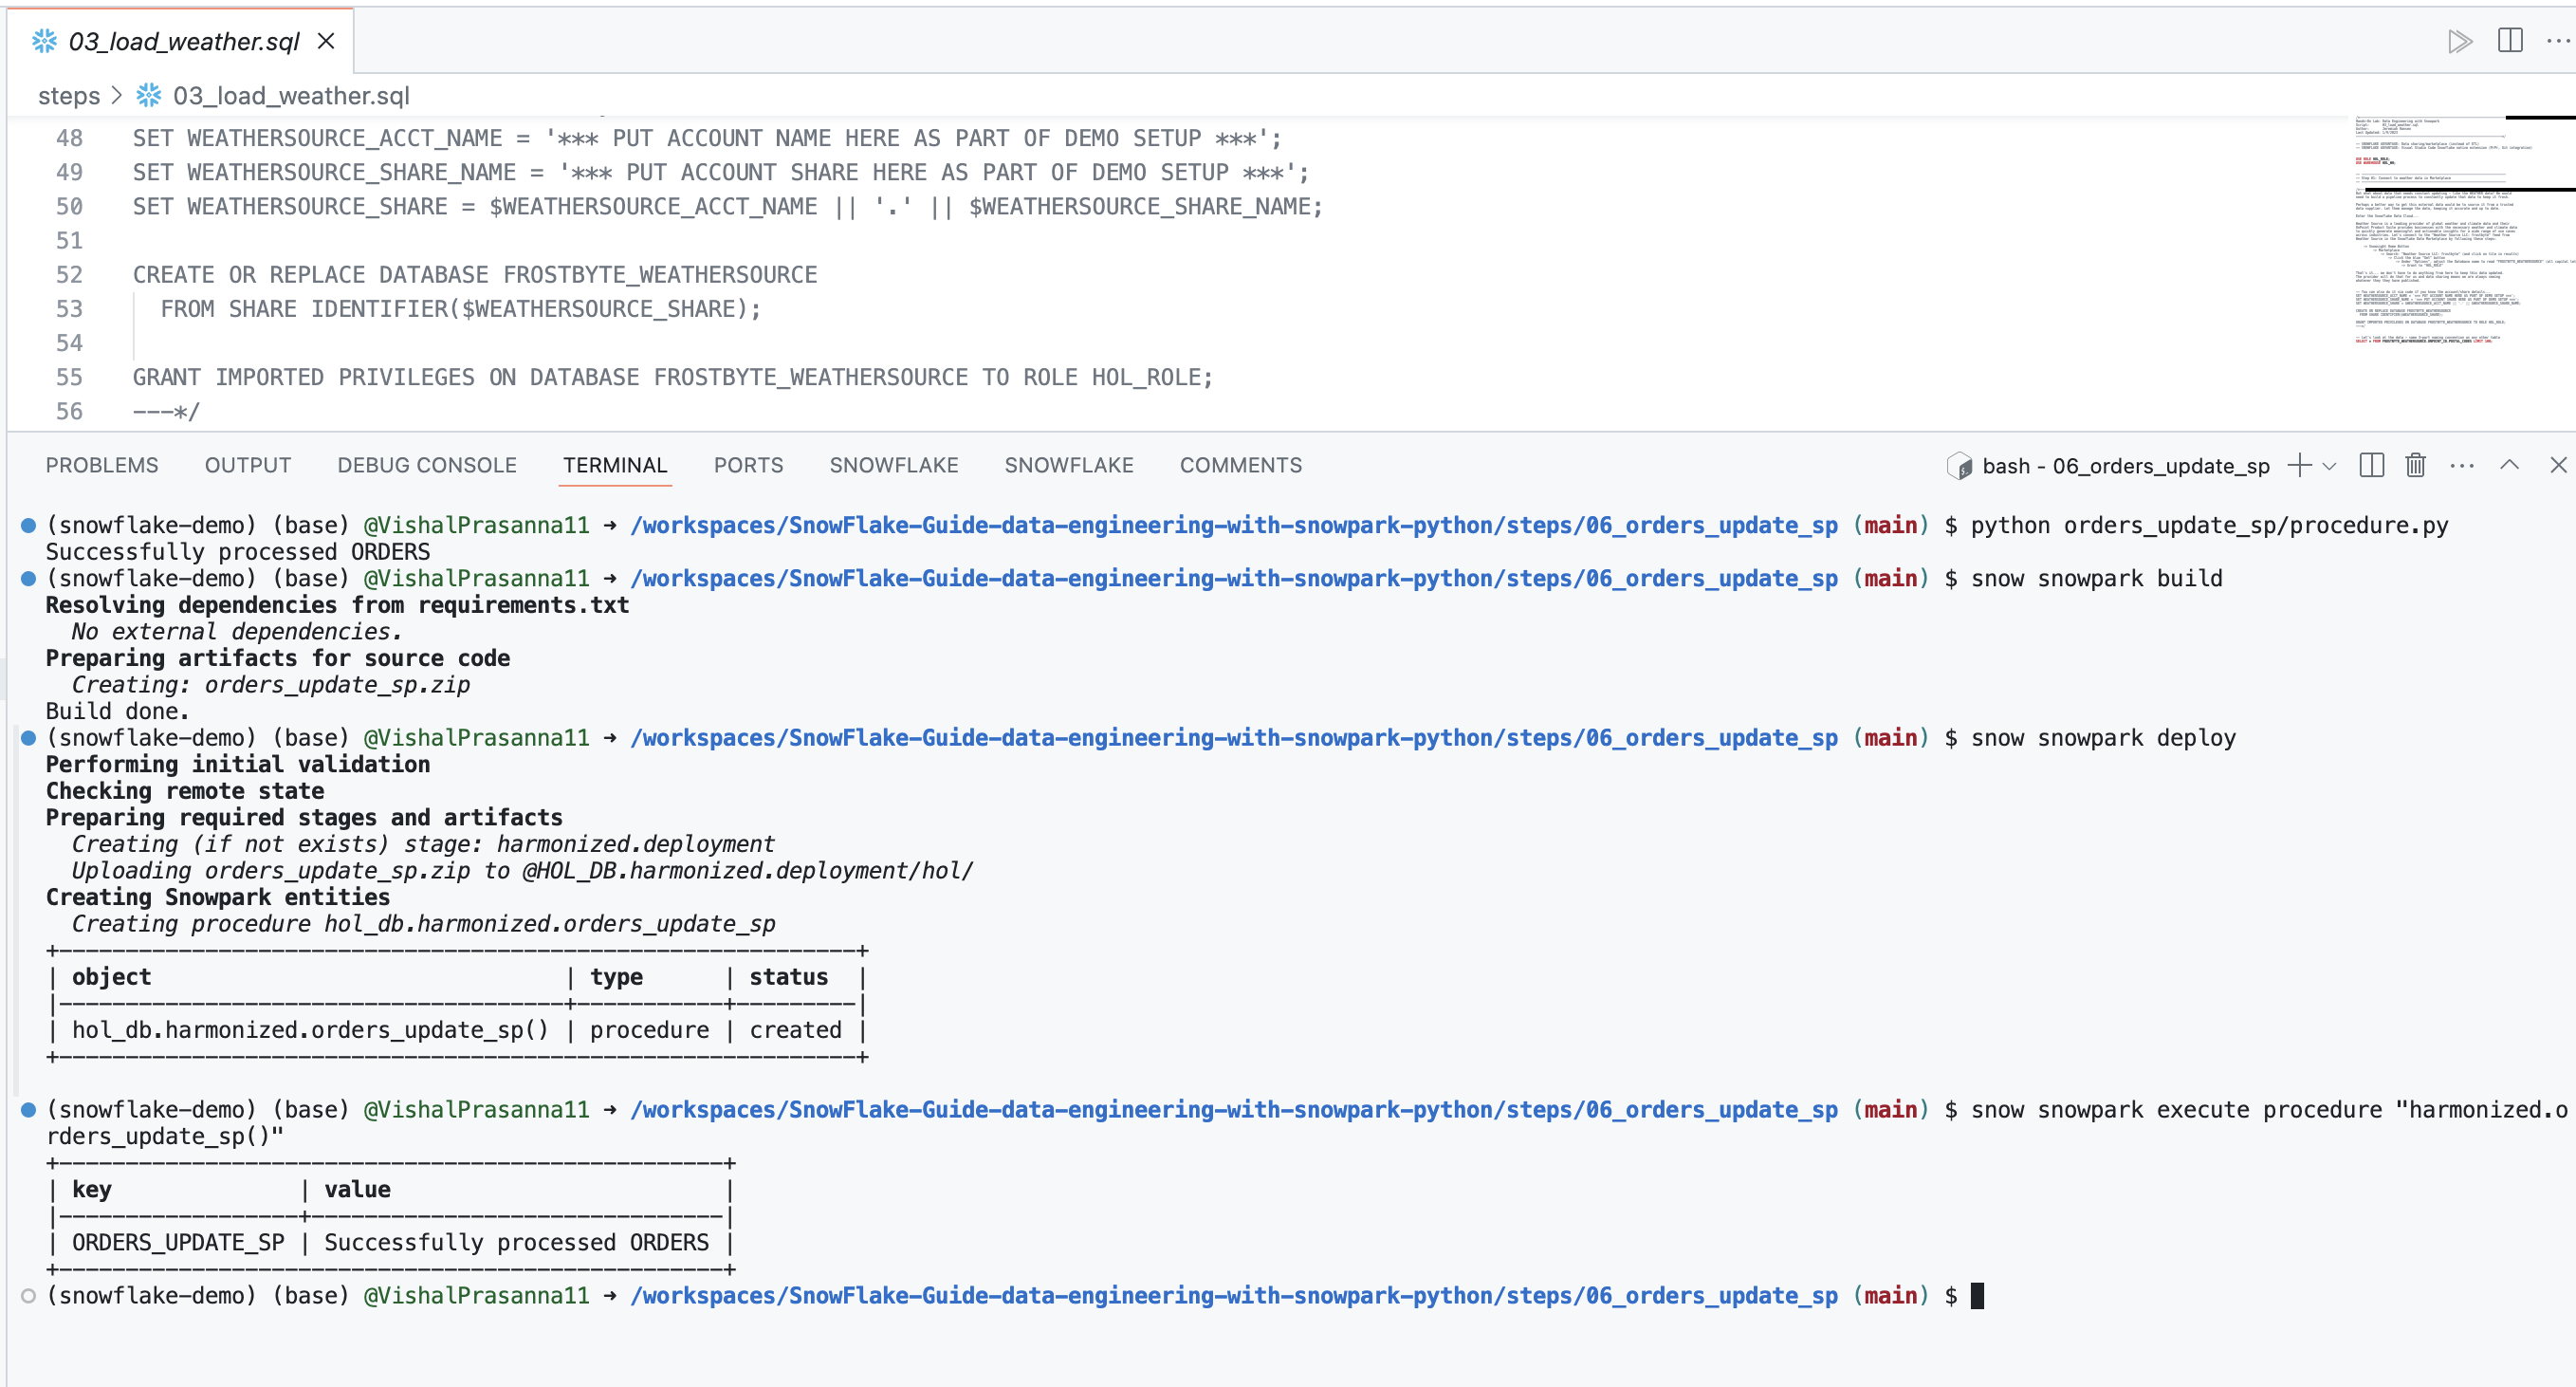 03_load_weather.sql
steps > 03_load_weather.sql
48 SET WEATHERSOURCE_ACCT_NAME = '*** PUT ACCOUNT NAME HERE AS PART OF DEMO SETUP ***';
49 SET WEATHERSOURCE_SHARE_NAME = '*** PUT ACCOUNT SHARE HERE AS PART OF DEMO SETUP ***';
50 SET WEATHERSOURCE_SHARE = $WEATHERSOURCE_ACCT_NAME || '.' || $WEATHERSOURCE_SHARE_NAME;
51
52 CREATE OR REPLACE DATABASE FROSTBYTE_WEATHERSOURCE
53   FROM SHARE IDENTIFIER($WEATHERSOURCE_SHARE);
54
55 GRANT IMPORTED PRIVILEGES ON DATABASE FROSTBYTE_WEATHERSOURCE TO ROLE HOL_ROLE;
56 ---*/
PROBLEMS OUTPUT DEBUG CONSOLE TERMINAL PORTS SNOWFLAKE SNOWFLAKE COMMENTS bash - 06_orders_update_sp
(snowflake-demo) (base) @VishalPrasanna11 → /workspaces/SnowFlake-Guide-data-engineering-with-snowpark-python/steps/06_orders_update_sp (main) $ python orders_update_sp/procedure.py
Successfully processed ORDERS
(snowflake-demo) (base) @VishalPrasanna11 → /workspaces/SnowFlake-Guide-data-engineering-with-snowpark-python/steps/06_orders_update_sp (main) $ snow snowpark build
Resolving dependencies from requirements.txt
  No external dependencies.
Preparing artifacts for source code
  Creating: orders_update_sp.zip
Build done.
(snowflake-demo) (base) @VishalPrasanna11 → /workspaces/SnowFlake-Guide-data-engineering-with-snowpark-python/steps/06_orders_update_sp (main) $ snow snowpark deploy
Performing initial validation
Checking remote state
Preparing required stages and artifacts
  Creating (if not exists) stage: harmonized.deployment
  Uploading orders_update_sp.zip to @HOL_DB.harmonized.deployment/hol/
Creating Snowpark entities
  Creating procedure hol_db.harmonized.orders_update_sp
+------------------------------------------------------------+
| object                              | type      | status  |
|-------------------------------------+-----------+---------|
| hol_db.harmonized.orders_update_sp() | procedure | created |
+------------------------------------------------------------+
(snowflake-demo) (base) @VishalPrasanna11 → /workspaces/SnowFlake-Guide-data-engineering-with-snowpark-python/steps/06_orders_update_sp (main) $ snow snowpark execute procedure "harmonized.o
rders_update_sp()"
+--------------------------------------------------+
| key              | value                         |
|------------------+-------------------------------|
| ORDERS_UPDATE_SP | Successfully processed ORDERS |
+--------------------------------------------------+
(snowflake-demo) (base) @VishalPrasanna11 → /workspaces/SnowFlake-Guide-data-engineering-with-snowpark-python/steps/06_orders_update_sp (main) $